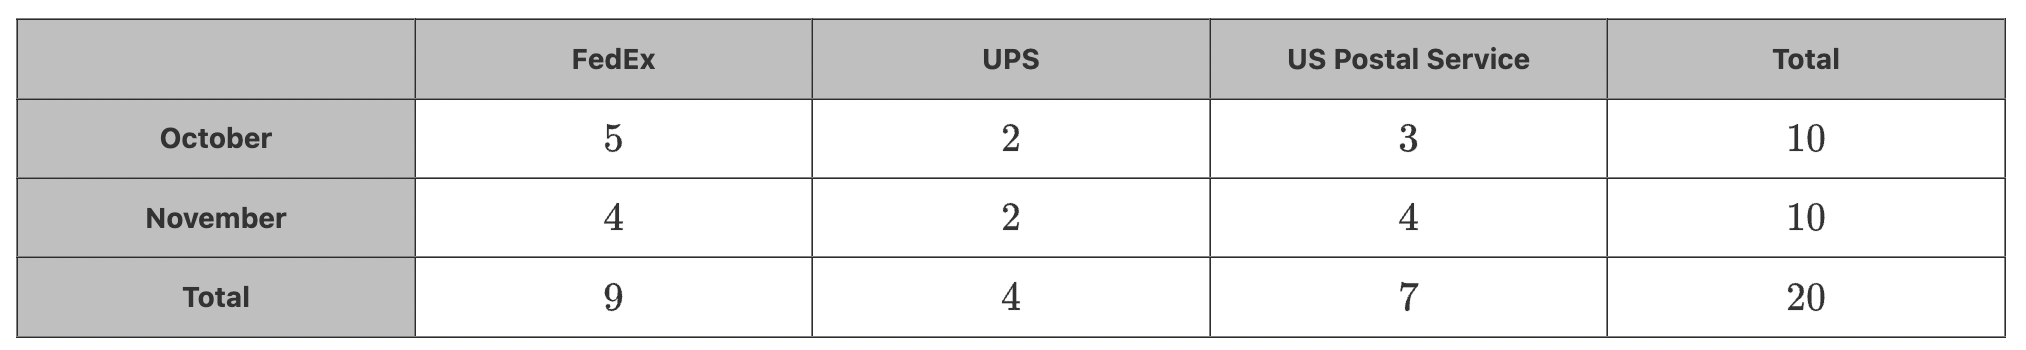 FedEx UPS US Postal Service Total
October 5 2 3 10
November 4 2 4 10
Total 9 4 7 20